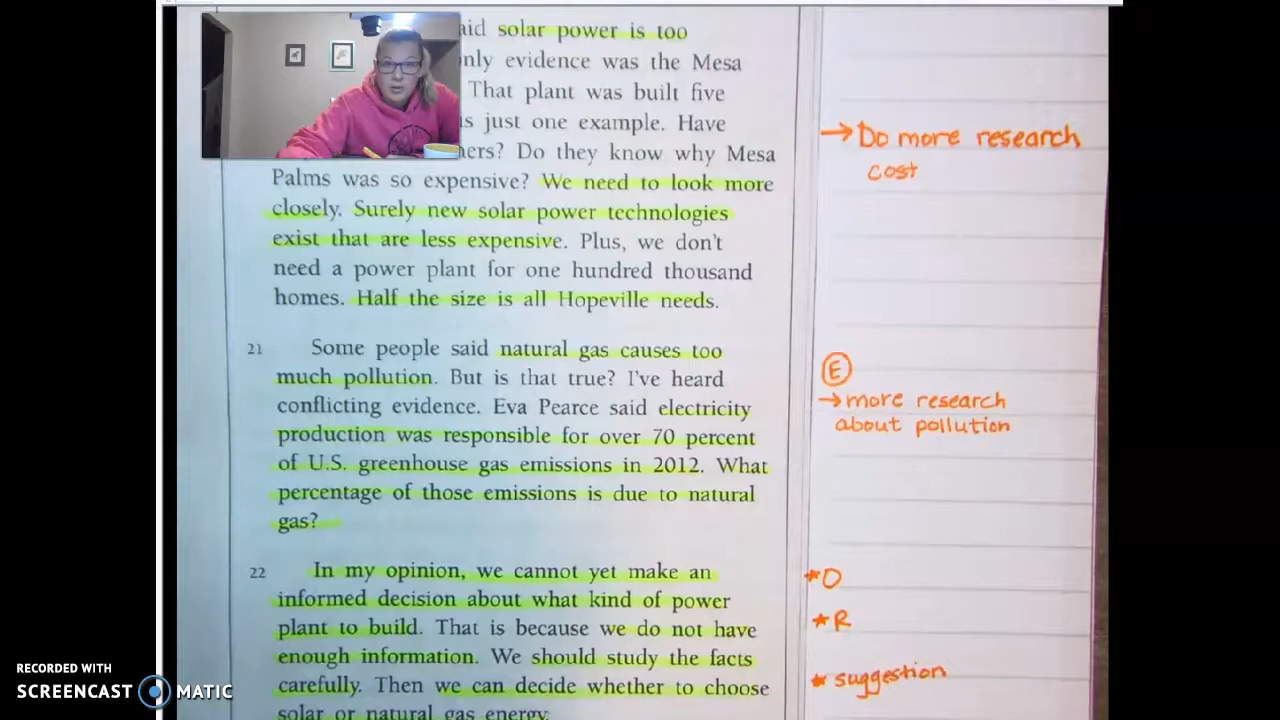 aid solar power is too
only evidence was the Mesa
That plant was built five
is just one example. Have
hers? Do they know why Mesa
Palms was so expensive? We need to look more
closely. Surely new solar power technologies
exist that are less expensive. Plus, we don't
need a power plant for one hundred thousand
homes. Half the size is all Hopeville needs.
→ Do more research
cost
21 Some people said natural gas causes too
much pollution. But is that true? I've heard
conflicting evidence. Eva Pearce said electricity
production was responsible for over 70 percent
of U.S. greenhouse gas emissions in 2012. What
percentage of those emissions is due to natural
gas?
E
→ more research
about pollution
22 In my opinion, we cannot yet make an
informed decision about what kind of power
plant to build. That is because we do not have
enough information. We should study the facts
carefully. Then we can decide whether to choose
solar or natural gas energy.
* O
* R
* suggestion
RECORDED WITH
SCREENCAST MATIC